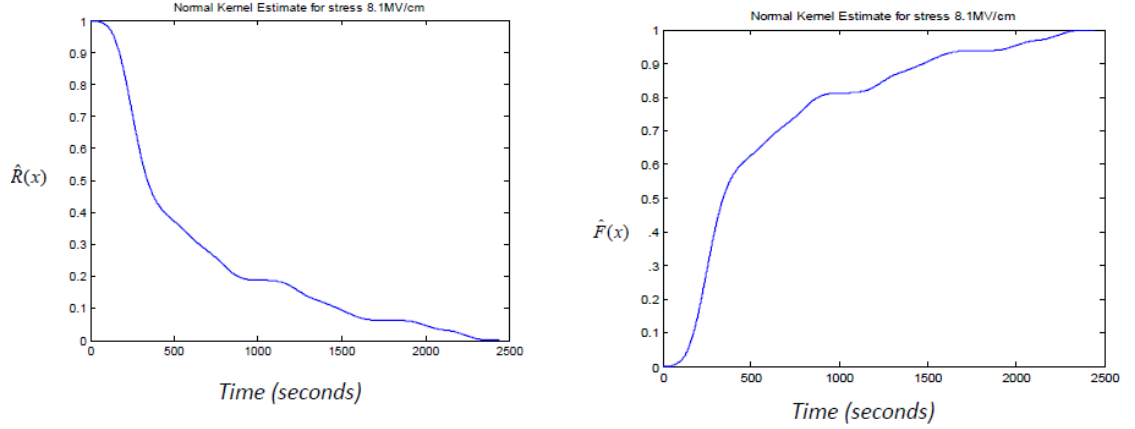 Normal Kernel Estimate for stress 8.1MV/cm
1
0.9
0.8
0.7
0.6
0.5
0.4
0.3
0.2
0.1
0
R̂(x)
0 500 1000 1500 2000 2500
Time (seconds)
Normal Kernel Estimate for stress 8.1MV/cm
1
0.9
0.8
0.7
0.6
0.5
.4
.3
0.2
0.1
0
F̂(x)
0 500 1000 1500 2000 2500
Time (seconds)